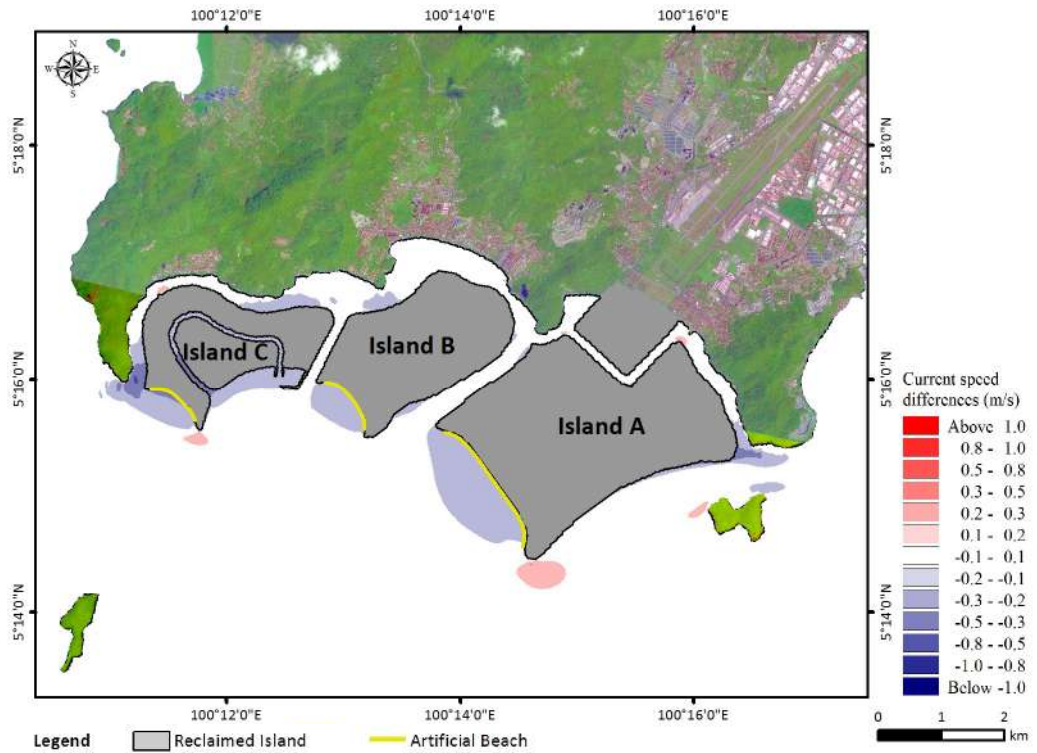 100°12'0"E 100°14'0"E 100°16'0"E
N
W E
S
5°18'0"N 5°18'0"N
Island C
Island B
Island A
5°16'0"N 5°16'0"N
5°14'0"N 5°14'0"N
Current speed
differences (m/s)
Above 1.0
0.8 - 1.0
0.5 - 0.8
0.3 - 0.5
0.2 - 0.3
0.1 - 0.2
-0.1 - 0.1
-0.2 - -0.1
-0.3 - -0.2
-0.5 - -0.3
-0.8 - -0.5
-1.0 - -0.8
Below -1.0
100°12'0"E 100°14'0"E 100°16'0"E
0 1 2
km
Legend Reclaimed Island Artificial Beach